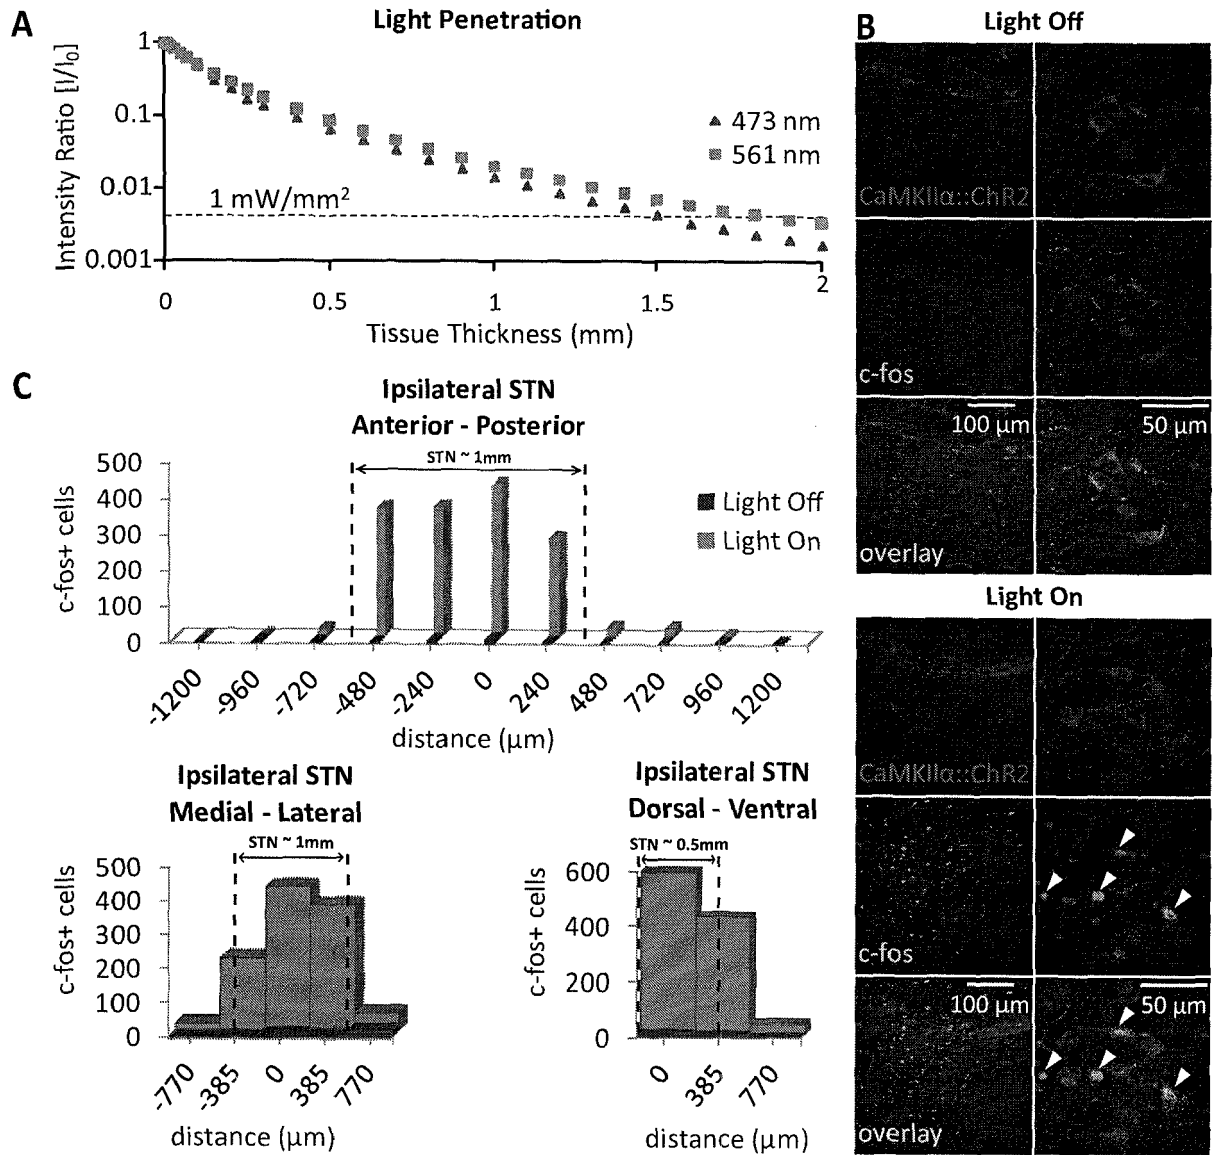 A
Light Penetration
Intensity Ratio [I/I₀]
1
0.1
0.01
0.001
1 mW/mm²
473 nm
561 nm
0 0.5 1 1.5 2
Tissue Thickness (mm)
B
Light Off
CaMKIIα::ChR2
c-fos
100 µm 50 µm
overlay
Light On
CaMKIIα::ChR2
c-fos
100 µm 50 µm
overlay
C
Ipsilateral STN
Anterior - Posterior
STN ~ 1mm
c-fos+ cells
500
400
300
200
100
0
Light Off
Light On
-1200 -960 -720 -480 -240 0 240 480 720 960 1200
distance (µm)
Ipsilateral STN
Medial - Lateral
STN ~ 1mm
c-fos+ cells
500
400
300
200
100
0
-770 -385 0 385 770
distance (µm)
Ipsilateral STN
Dorsal - Ventral
STN ~ 0.5mm
c-fos+ cells
600
400
200
0
0 385 770
distance (µm)